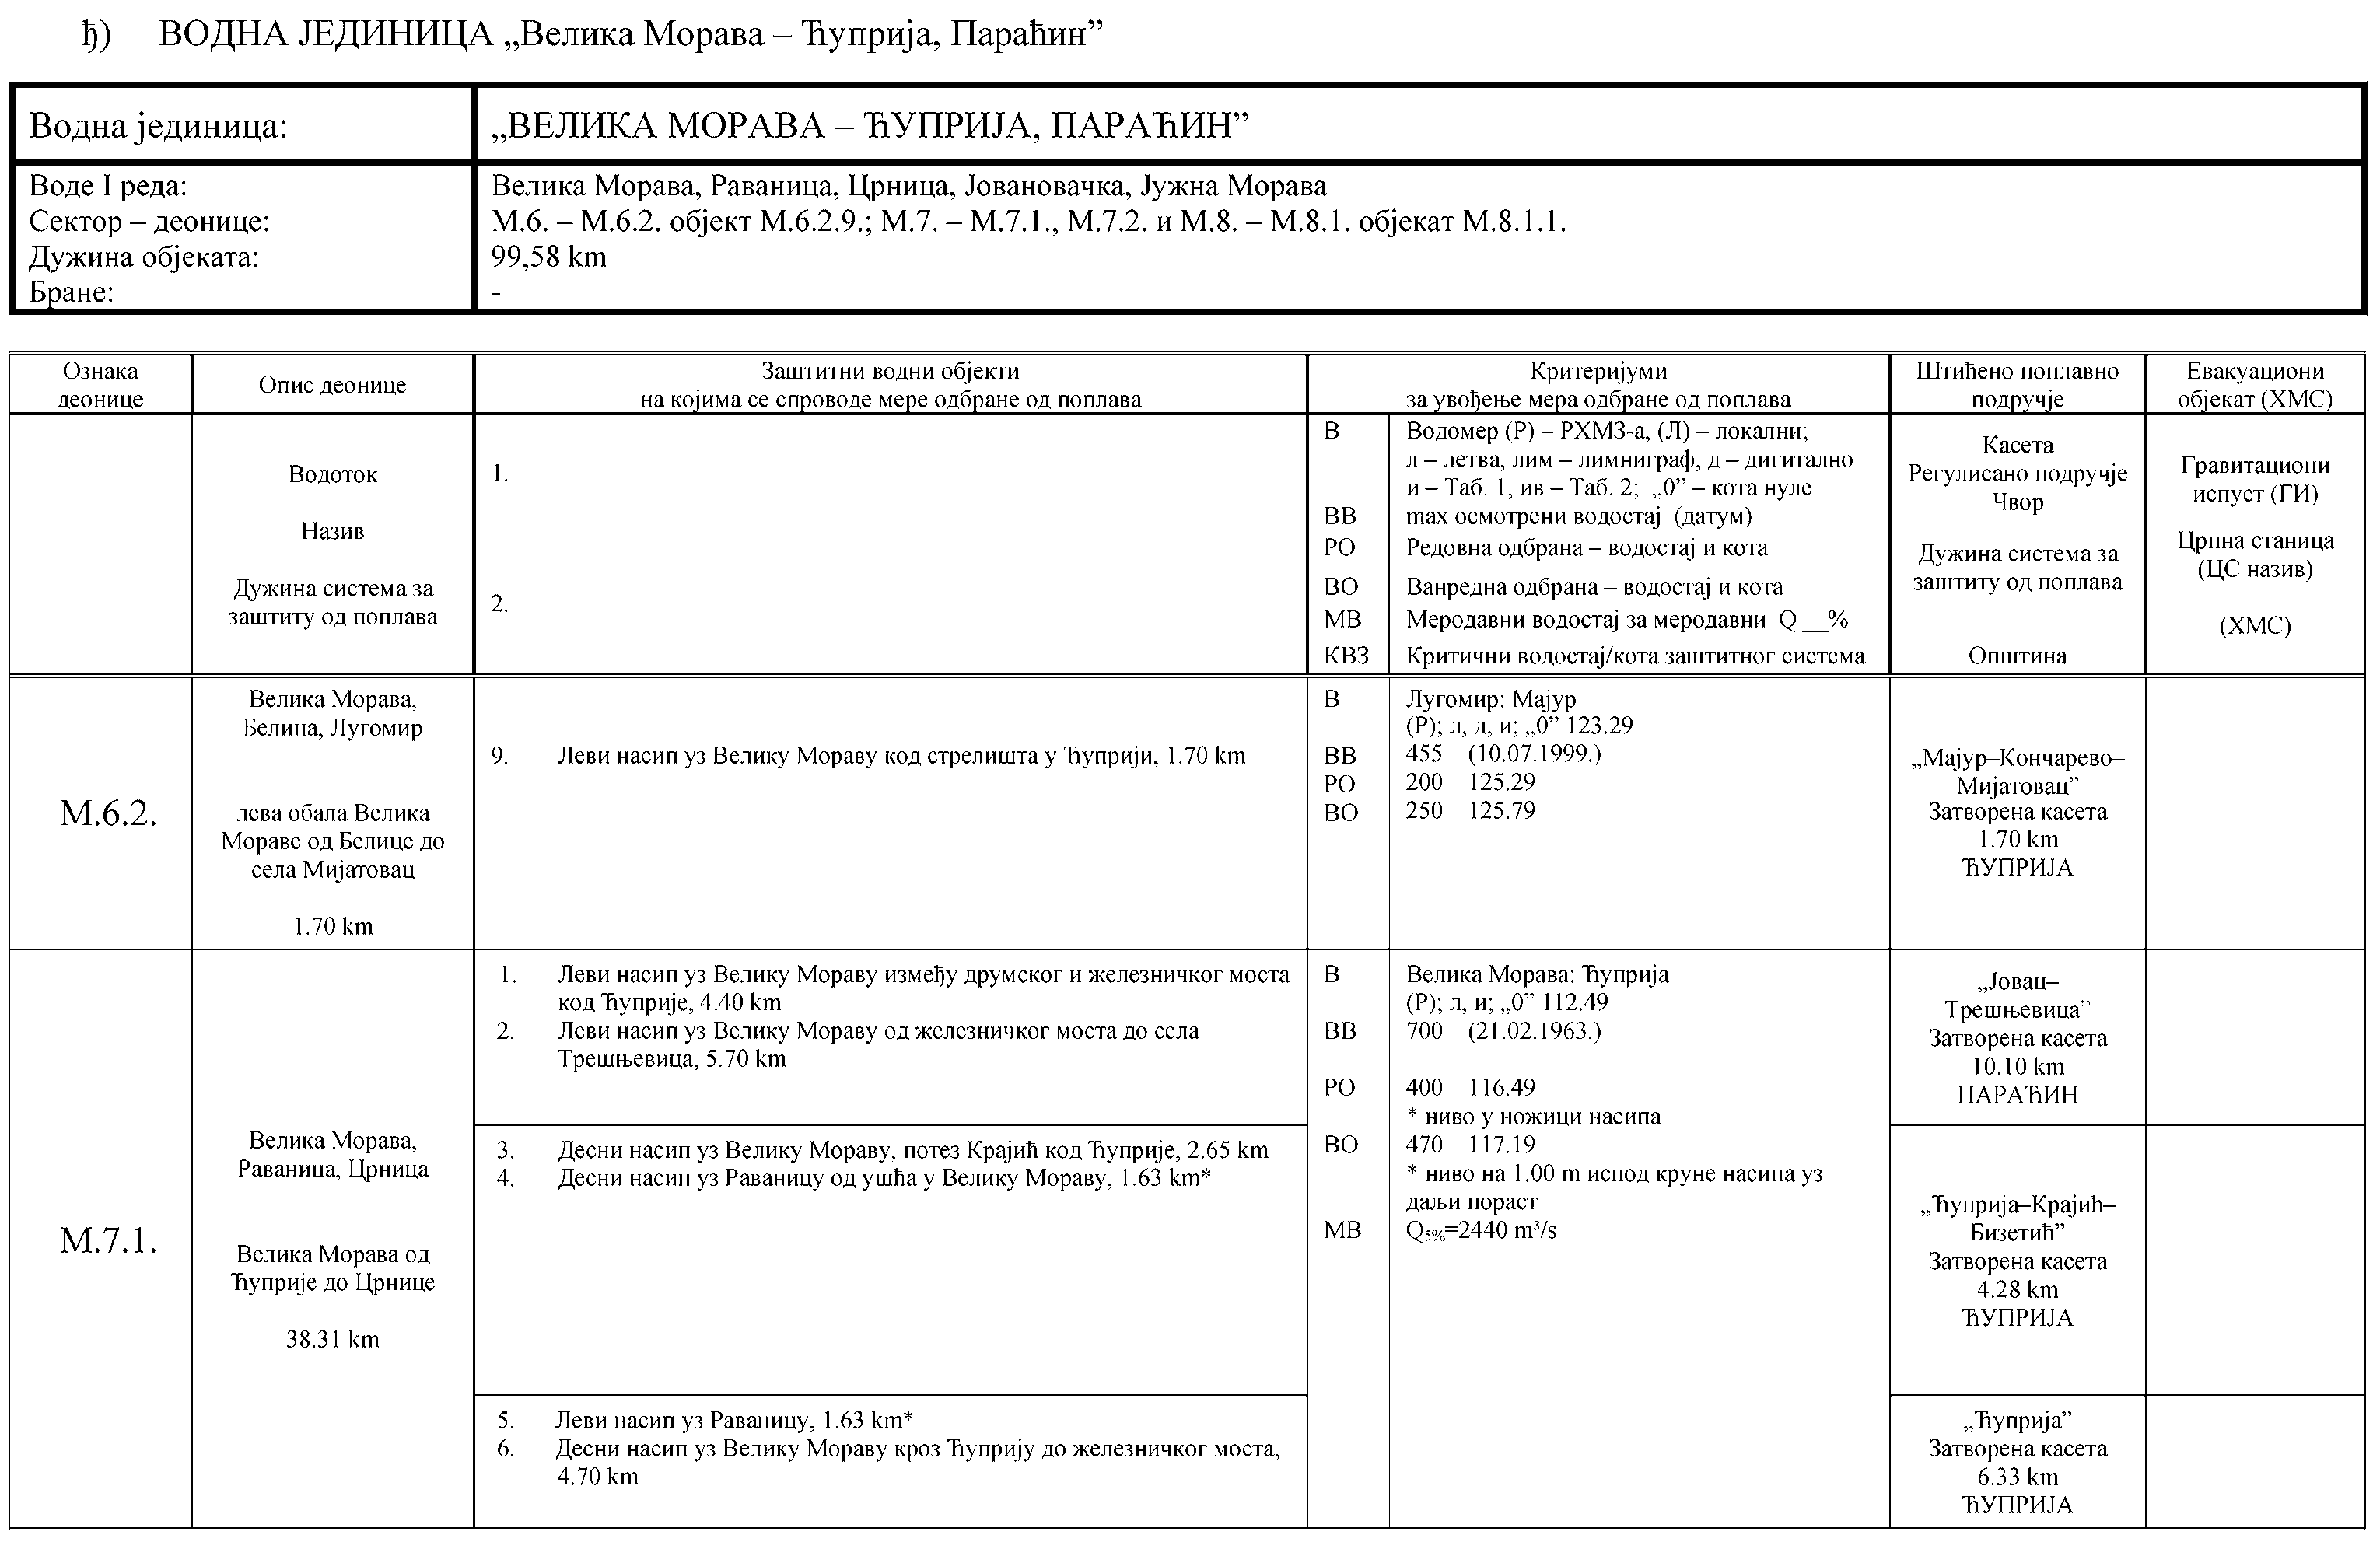 ђ) ВОДНА ЈЕДИНИЦА „Велика Морава – Ћуприја, Параћин”
Водна јединица: „ВЕЛИКА МОРАВА – ЋУПРИЈА, ПАРАЋИН”
Воде I реда: Велика Морава, Раваница, Црница, Јовановачка, Јужна Морава
Сектор – деонице: М.6. – М.6.2. објект М.6.2.9.; М.7. – М.7.1., М.7.2. и М.8. – М.8.1. објекат М.8.1.1.
Дужина објеката: 99,58 km
Бране: -
Ознака
деонице
Опис деонице
Заштитни водни објекти
на којима се спроводе мере одбране од поплава
Критеријуми
за увођење мера одбране од поплава
Штићено поплавно
подручје
Евакуациони
објекат (ХМС)
Водоток
Назив
Дужина система за
заштиту од поплава
1.
2.
В Водомер (Р) – РХМЗ-а, (Л) – локални;
л – летва, лим – лимниграф, д – дигитално
и – Таб. 1, ив – Таб. 2; „0” – кота нуле
ВВ max осмотрени водостај (датум)
РО Редовна одбрана – водостај и кота
ВО Ванредна одбрана – водостај и кота
МВ Меродавни водостај за меродавни Q __%
КВЗ Критични водостај/кота заштитног система
Касета
Регулисано подручје
Чвор
Дужина система за
заштиту од поплава
Општина
Гравитациони
испуст (ГИ)
Црпна станица
(ЦС назив)
(ХМС)
М.6.2.
Велика Морава,
Белица, Лугомир
лева обала Велика
Мораве од Белице до
села Мијатовац
1.70 km
9. Леви насип уз Велику Мораву код стрелишта у Ћуприји, 1.70 km
В Лугомир: Мајур
(Р); л, д, и; „0” 123.29
ВВ 455 (10.07.1999.)
РО 200 125.29
ВО 250 125.79
„Мајур–Кончарево–
Мијатовац”
Затворена касета
1.70 km
ЋУПРИЈА
М.7.1.
Велика Морава,
Раваница, Црница
Велика Морава од
Ћуприје до Црнице
38.31 km
1. Леви насип уз Велику Мораву између друмског и железничког моста
код Ћуприје, 4.40 km
2. Леви насип уз Велику Мораву од железничког моста до села
Трешњевица, 5.70 km
3. Десни насип уз Велику Мораву, потез Крајић код Ћуприје, 2.65 km
4. Десни насип уз Раваницу од ушћа у Велику Мораву, 1.63 km*
5. Леви насип уз Раваницу, 1.63 km*
6. Десни насип уз Велику Мораву кроз Ћуприју до железничког моста,
4.70 km
В Велика Морава: Ћуприја
(Р); л, и; „0” 112.49
ВВ 700 (21.02.1963.)
РО 400 116.49
* ниво у ножици насипа
ВО 470 117.19
* ниво на 1.00 m испод круне насипа уз
даљи пораст
МВ Q5%=2440 m³/s
„Јовац–
Трешњевица”
Затворена касета
10.10 km
ПАРАЋИН
„Ћуприја–Крајић–
Бизетић”
Затворена касета
4.28 km
ЋУПРИЈА
„Ћуприја”
Затворена касета
6.33 km
ЋУПРИЈА